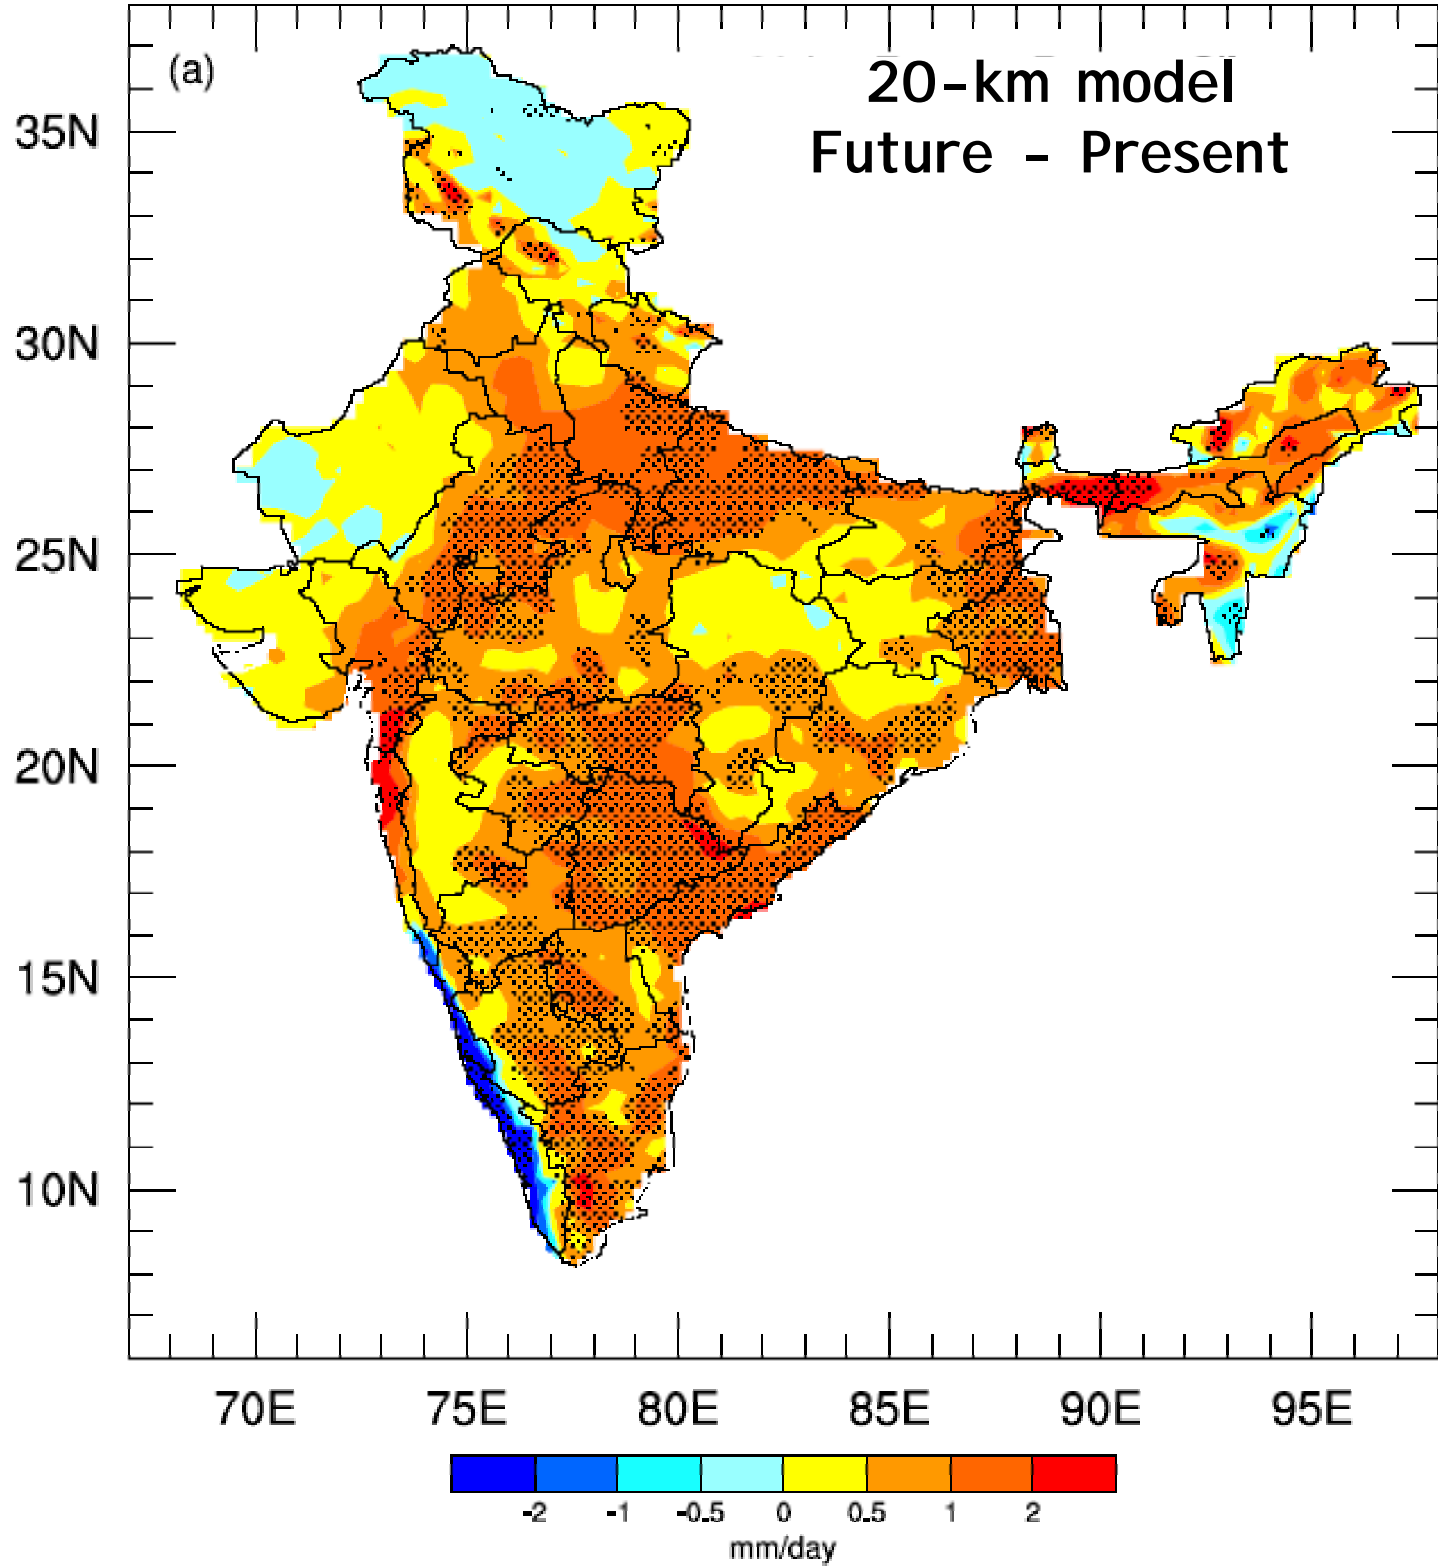 (a)
20-km model
Future - Present
35N
30N
25N
20N
15N
10N
70E 75E 80E 85E 90E 95E
-2 -1 -0.5 0 0.5 1 2
mm/day